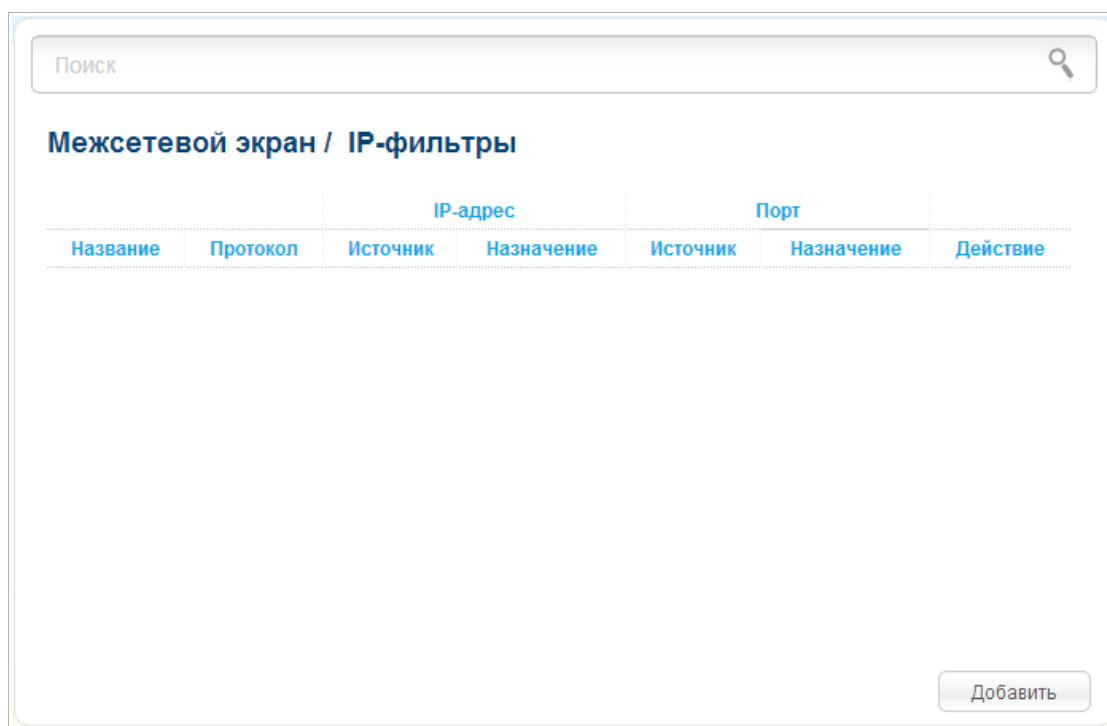 Поиск
Межсетевой экран / IP-фильтры
IP-адрес Порт
Название Протокол Источник Назначение Источник Назначение Действие
Добавить